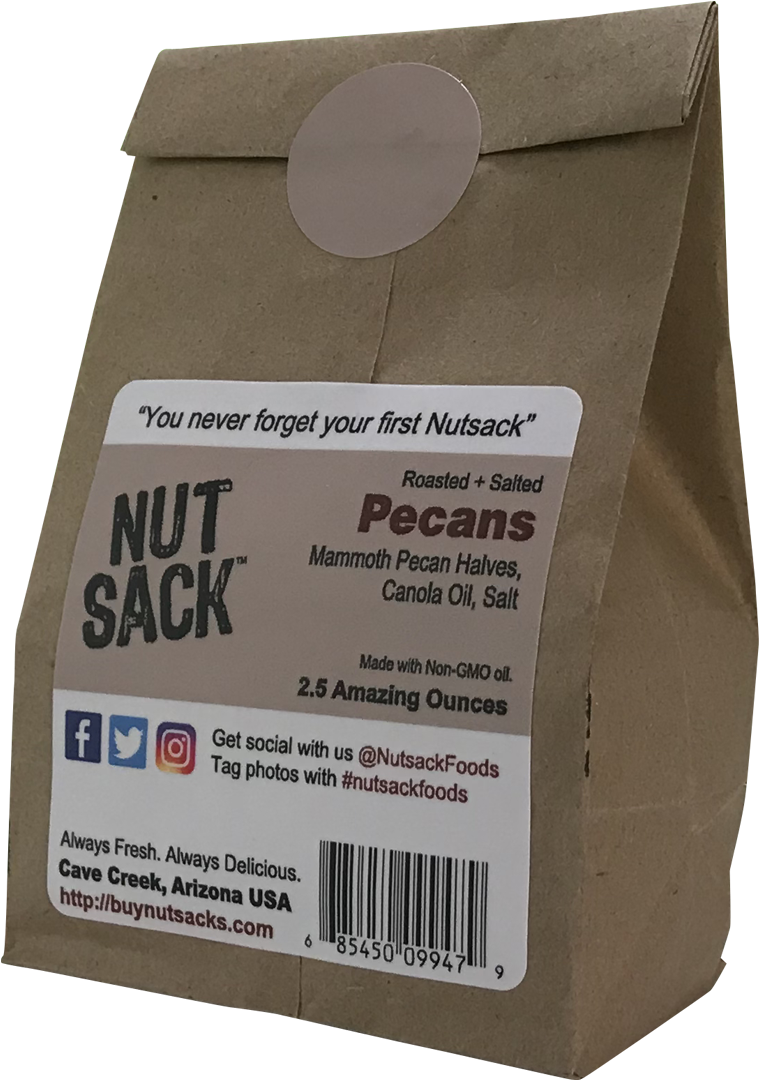 “You never forget your first Nutsack”
NUT
SACK™
Roasted + Salted
Pecans
Mammoth Pecan Halves,
Canola Oil, Salt
Made with Non-GMO oil.
2.5 Amazing Ounces
Get social with us @NutsackFoods
Tag photos with #nutsackfoods
Always Fresh. Always Delicious.
Cave Creek, Arizona USA
http://buynutsacks.com
6 85450 09947 9